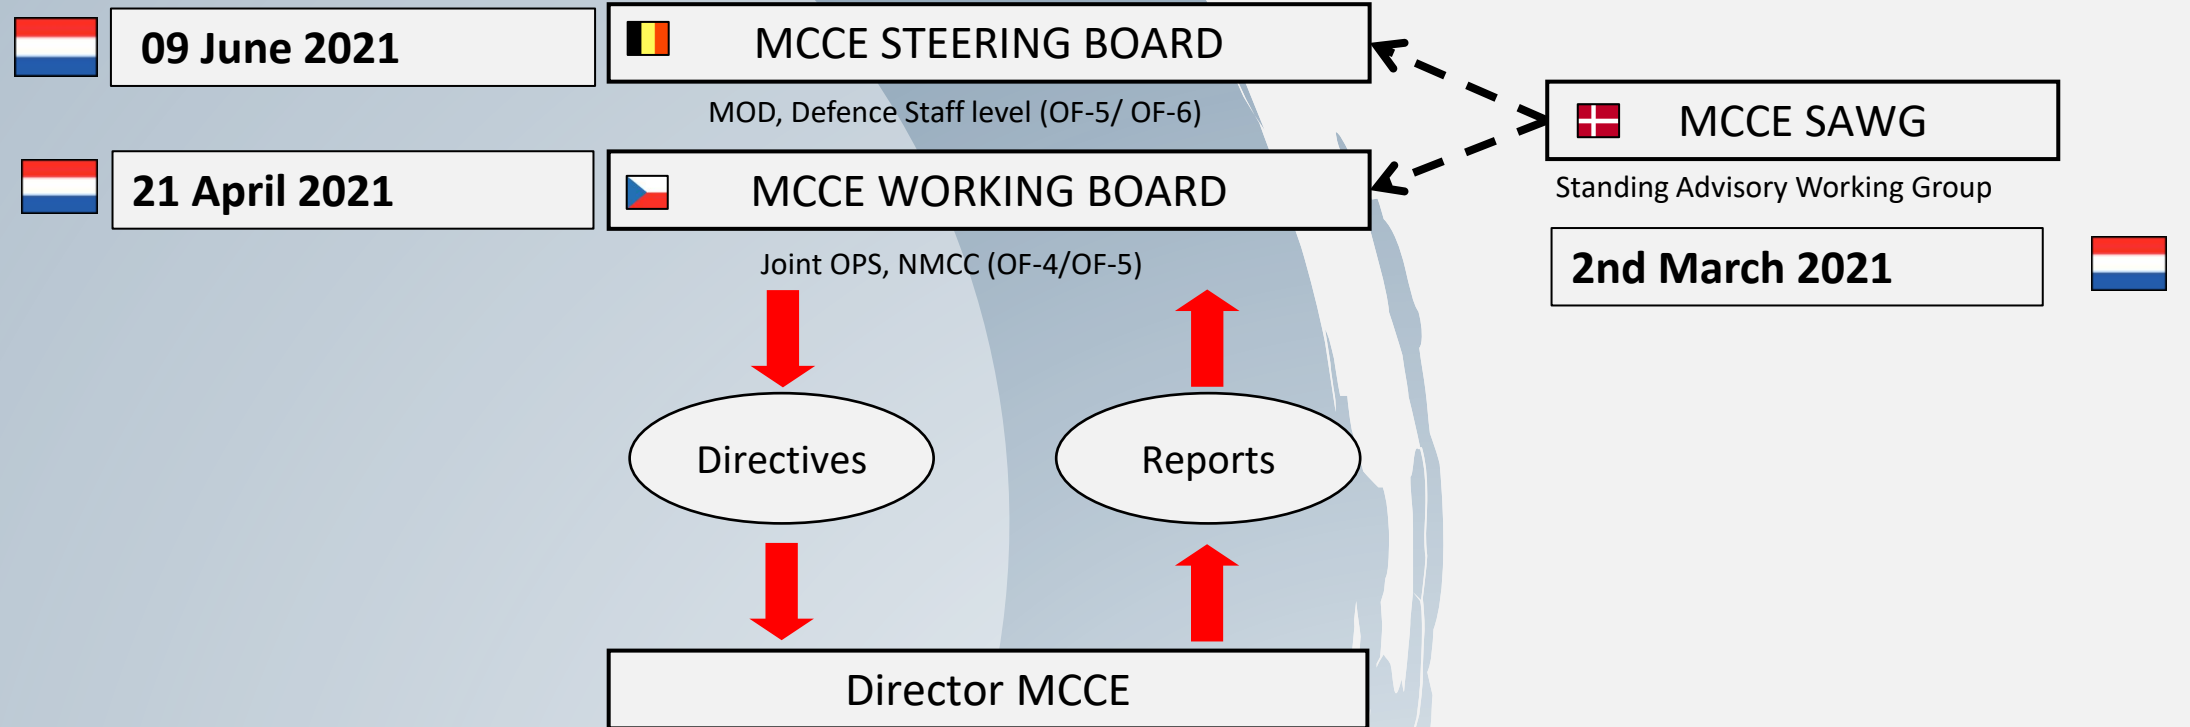 09 June 2021
MCCE STEERING BOARD
MOD, Defence Staff level (OF-5/ OF-6)
MCCE SAWG
Standing Advisory Working Group
21 April 2021
MCCE WORKING BOARD
Joint OPS, NMCC (OF-4/OF-5)
2nd March 2021
Directives
Reports
Director MCCE